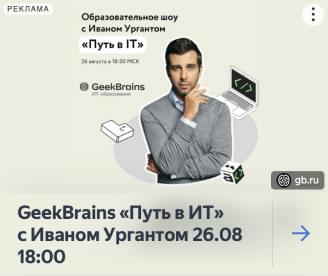 РЕКЛАМА
Образовательное шоу
с Иваном Ургантом
«Путь в IT»
26 августа в 18:00 МСК
GeekBrains
ИТ-образование
</>
gb.ru
GeekBrains «Путь в ИТ»
с Иваном Ургантом 26.08
18:00